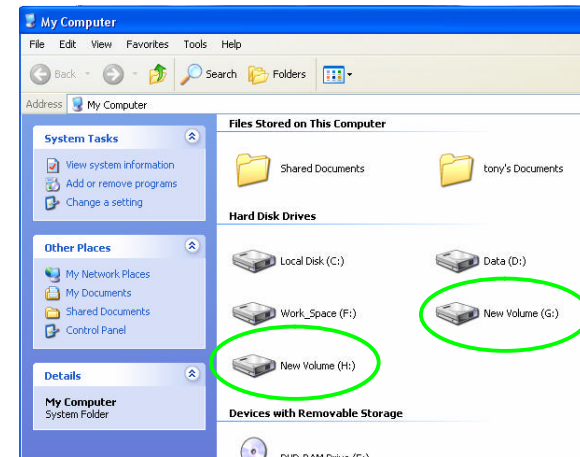 My Computer
File Edit View Favorites Tools Help
Back Search Folders
Address My Computer
System Tasks
View system information
Add or remove programs
Change a setting
Other Places
My Network Places
My Documents
Shared Documents
Control Panel
Details
My Computer
System Folder
Files Stored on This Computer
Shared Documents tony's Documents
Hard Disk Drives
Local Disk (C:) Data (D:)
Work_Space (F:) New Volume (G:)
New Volume (H:)
Devices with Removable Storage
DVD-RAM Drive (E:)